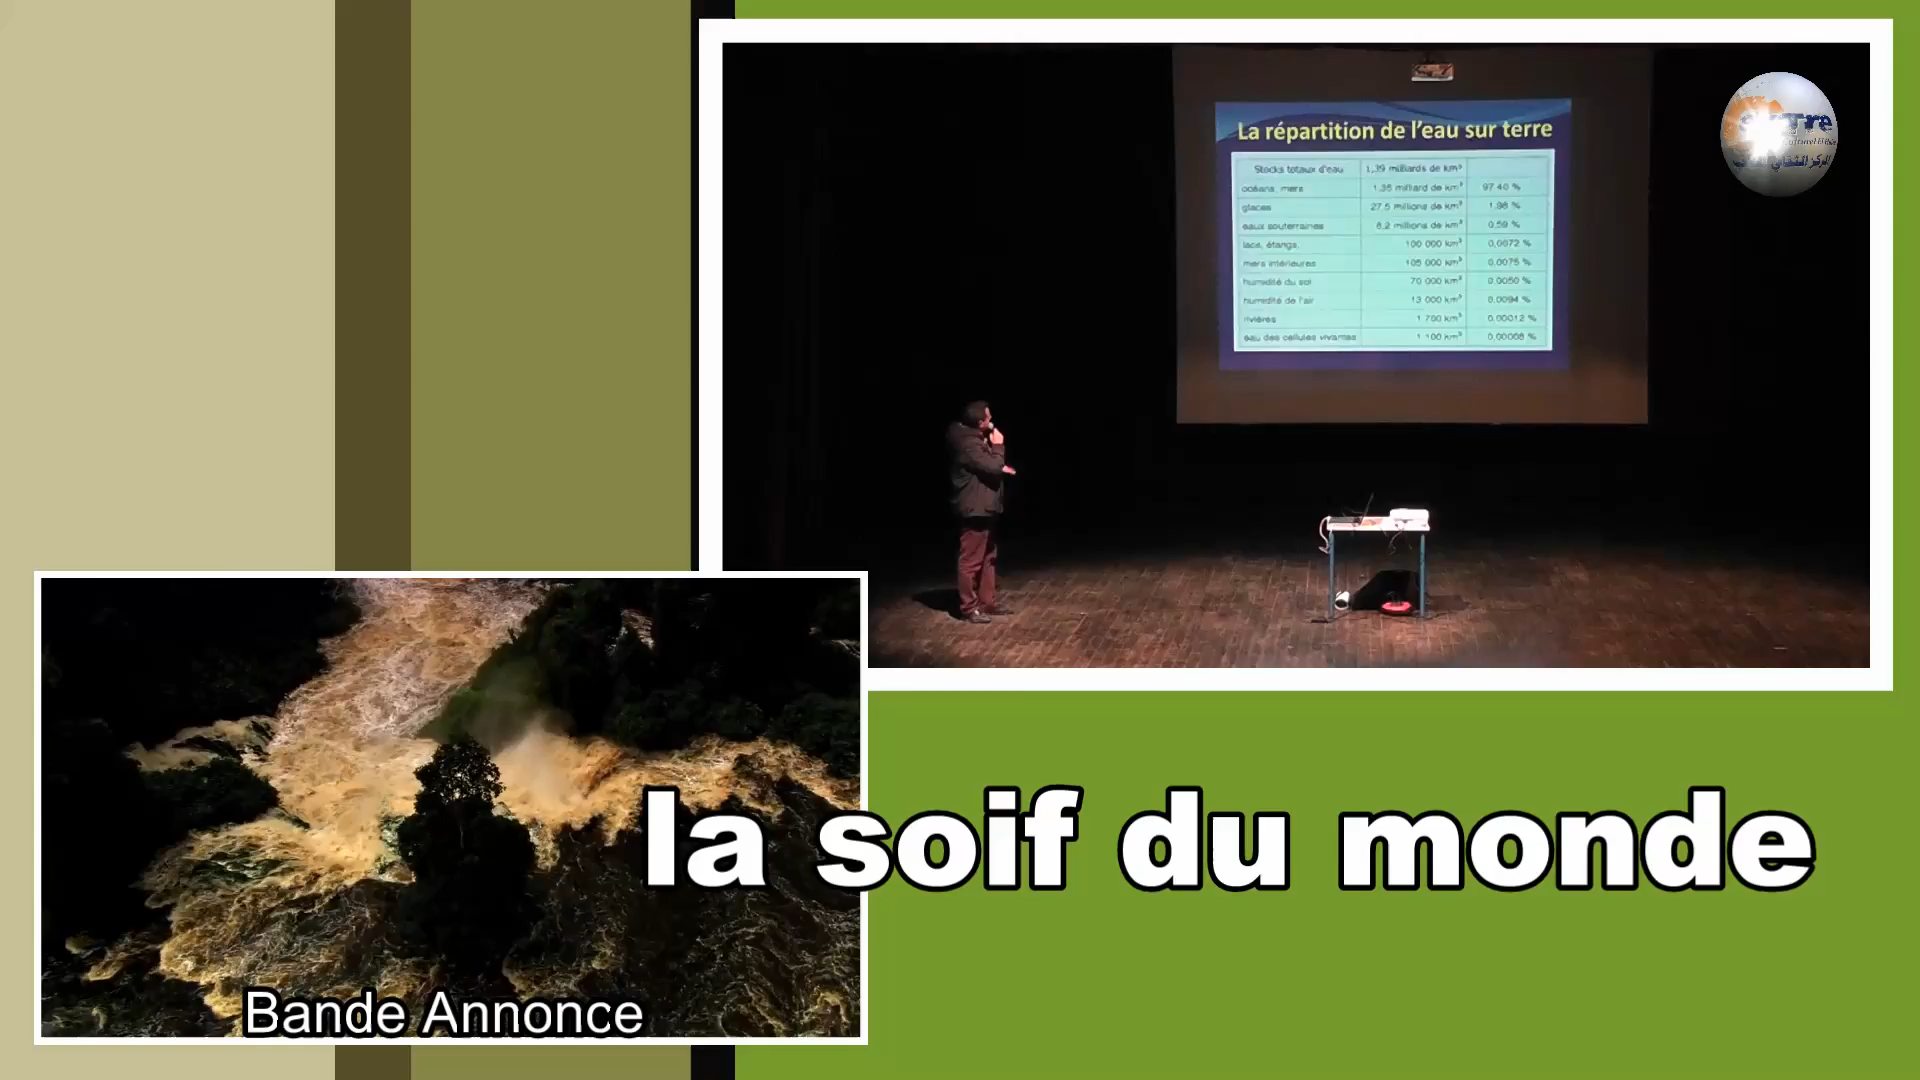 La répartition de l'eau sur terre
Stocks totaux d'eau 1,39 milliards de km³
océans, mers 1.35 milliard de km³ 97.40 %
glaces 27.5 millions de km³ 1.98 %
eaux souterraines 8,2 millions de km³ 0.59 %
lacs, étangs 100 000 km³ 0,0072 %
mers intérieures 105 000 km³ 0.0075 %
humidité du sol 70 000 km³ 0.0050 %
humidité de l'air 13 000 km³ 0.0094 %
rivières 1 700 km³ 0.00012 %
eau des cellules vivantes 1 100 km³ 0,00008 %
la soif du monde
Bande Annonce